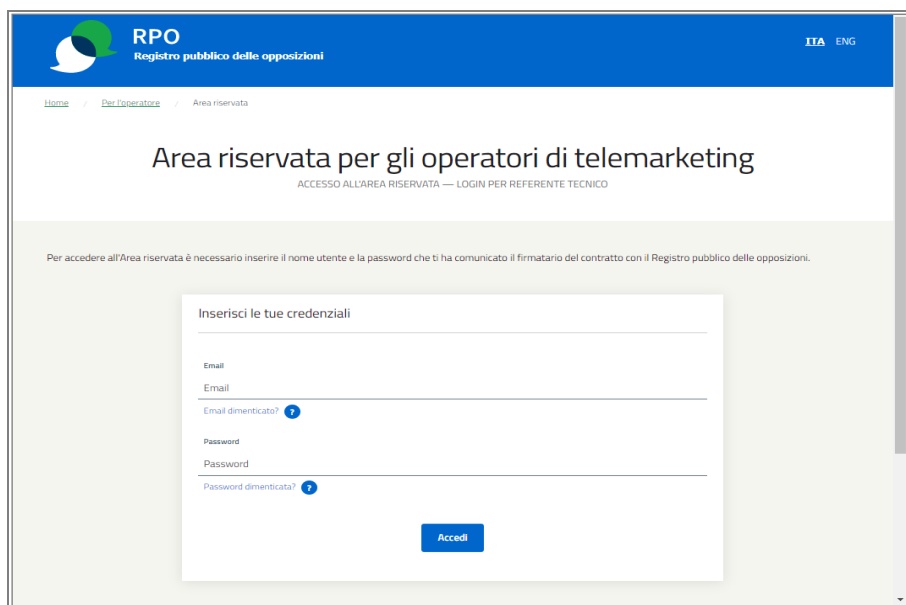 RPO
Registro pubblico delle opposizioni
ITA ENG
Home / Per l'operatore / Area riservata
Area riservata per gli operatori di telemarketing
ACCESSO ALL'AREA RISERVATA — LOGIN PER REFERENTE TECNICO
Per accedere all'Area riservata è necessario inserire il nome utente e la password che ti ha comunicato il firmatario del contratto con il Registro pubblico delle opposizioni.
Inserisci le tue credenziali
Email
Email
Email dimenticato? ?
Password
Password
Password dimenticata? ?
Accedi